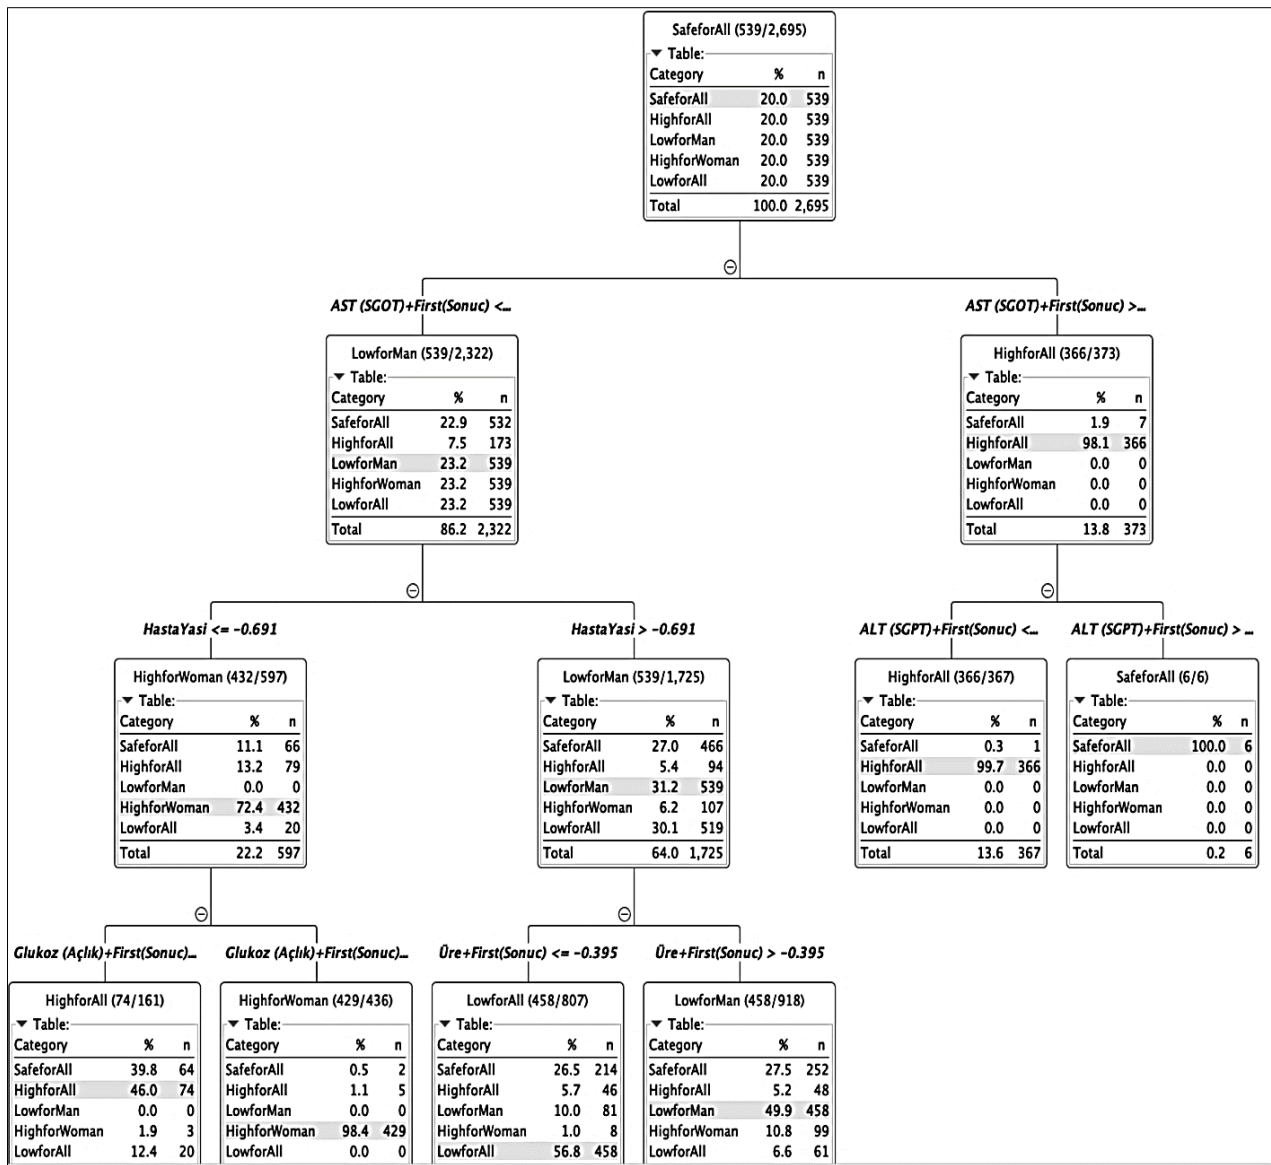 SafeforAll (539/2,695)
▼ Table:
Category % n
SafeforAll 20.0 539
HighforAll 20.0 539
LowforMan 20.0 539
HighforWoman 20.0 539
LowforAll 20.0 539
Total 100.0 2,695
AST (SGOT)+First(Sonuc) <...
AST (SGOT)+First(Sonuc) >...
LowforMan (539/2,322)
▼ Table:
Category % n
SafeforAll 22.9 532
HighforAll 7.5 173
LowforMan 23.2 539
HighforWoman 23.2 539
LowforAll 23.2 539
Total 86.2 2,322
HighforAll (366/373)
▼ Table:
Category % n
SafeforAll 1.9 7
HighforAll 98.1 366
LowforMan 0.0 0
HighforWoman 0.0 0
LowforAll 0.0 0
Total 13.8 373
HastaYasi <= -0.691
HastaYasi > -0.691
ALT (SGPT)+First(Sonuc) <...
ALT (SGPT)+First(Sonuc) > ...
HighforWoman (432/597)
▼ Table:
Category % n
SafeforAll 11.1 66
HighforAll 13.2 79
LowforMan 0.0 0
HighforWoman 72.4 432
LowforAll 3.4 20
Total 22.2 597
LowforMan (539/1,725)
▼ Table:
Category % n
SafeforAll 27.0 466
HighforAll 5.4 94
LowforMan 31.2 539
HighforWoman 6.2 107
LowforAll 30.1 519
Total 64.0 1,725
HighforAll (366/367)
▼ Table:
Category % n
SafeforAll 0.3 1
HighforAll 99.7 366
LowforMan 0.0 0
HighforWoman 0.0 0
LowforAll 0.0 0
Total 13.6 367
SafeforAll (6/6)
▼ Table:
Category % n
SafeforAll 100.0 6
HighforAll 0.0 0
LowforMan 0.0 0
HighforWoman 0.0 0
LowforAll 0.0 0
Total 0.2 6
Glukoz (Açlık)+First(Sonuc)...
Glukoz (Açlık)+First(Sonuc)...
Üre+First(Sonuc) <= -0.395
Üre+First(Sonuc) > -0.395
HighforAll (74/161)
▼ Table:
Category % n
SafeforAll 39.8 64
HighforAll 46.0 74
LowforMan 0.0 0
HighforWoman 1.9 3
LowforAll 12.4 20
HighforWoman (429/436)
▼ Table:
Category % n
SafeforAll 0.5 2
HighforAll 1.1 5
LowforMan 0.0 0
HighforWoman 98.4 429
LowforAll 0.0 0
LowforAll (458/807)
▼ Table:
Category % n
SafeforAll 26.5 214
HighforAll 5.7 46
LowforMan 10.0 81
HighforWoman 1.0 8
LowforAll 56.8 458
LowforMan (458/918)
▼ Table:
Category % n
SafeforAll 27.5 252
HighforAll 5.2 48
LowforMan 49.9 458
HighforWoman 10.8 99
LowforAll 6.6 61